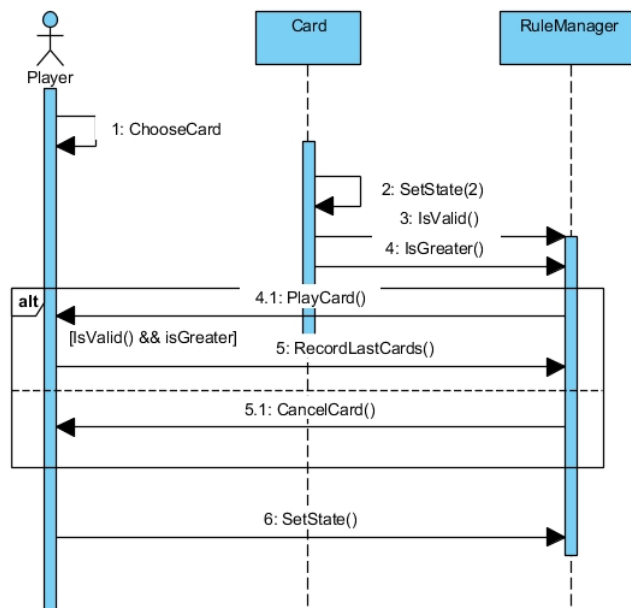 Card
RuleManager
Player
1: ChooseCard
2: SetState(2)
3: IsValid()
4: IsGreater()
alt
4.1: PlayCard()
[IsValid() && isGreater]
5: RecordLastCards()
5.1: CancelCard()
6: SetState()